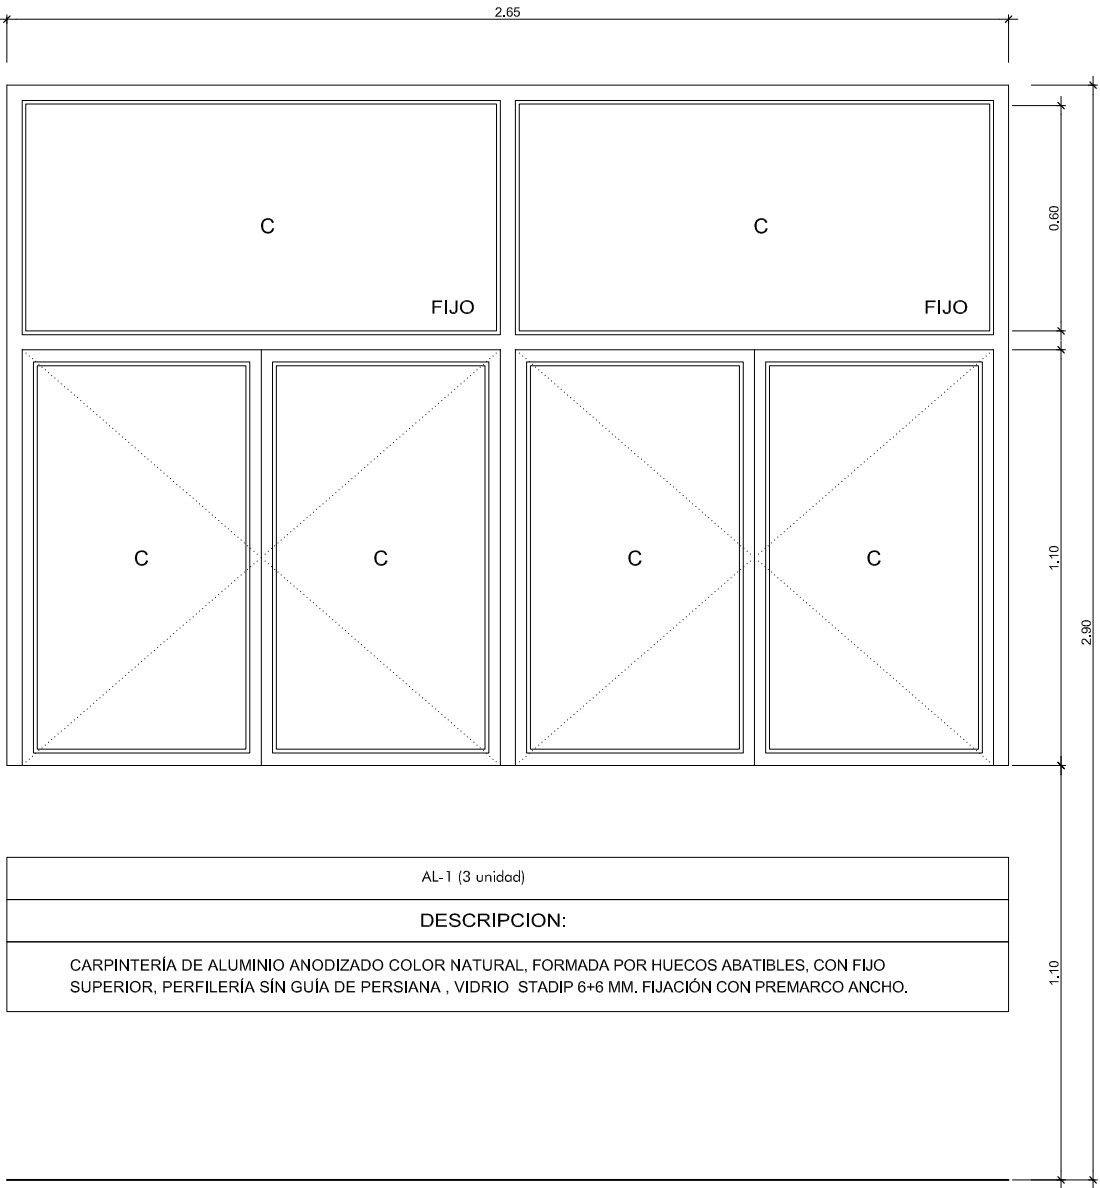 2.65
C
C
0.60
FIJO
FIJO
C
C
C
C
1.10
2.90
AL-1 (3 unidad)
DESCRIPCION:
CARPINTERÍA DE ALUMINIO ANODIZADO COLOR NATURAL, FORMADA POR HUECOS ABATIBLES, CON FIJO
SUPERIOR, PERFILERÍA SÍN GUÍA DE PERSIANA , VIDRIO STADIP 6+6 MM. FIJACIÓN CON PREMARCO ANCHO.
1.10